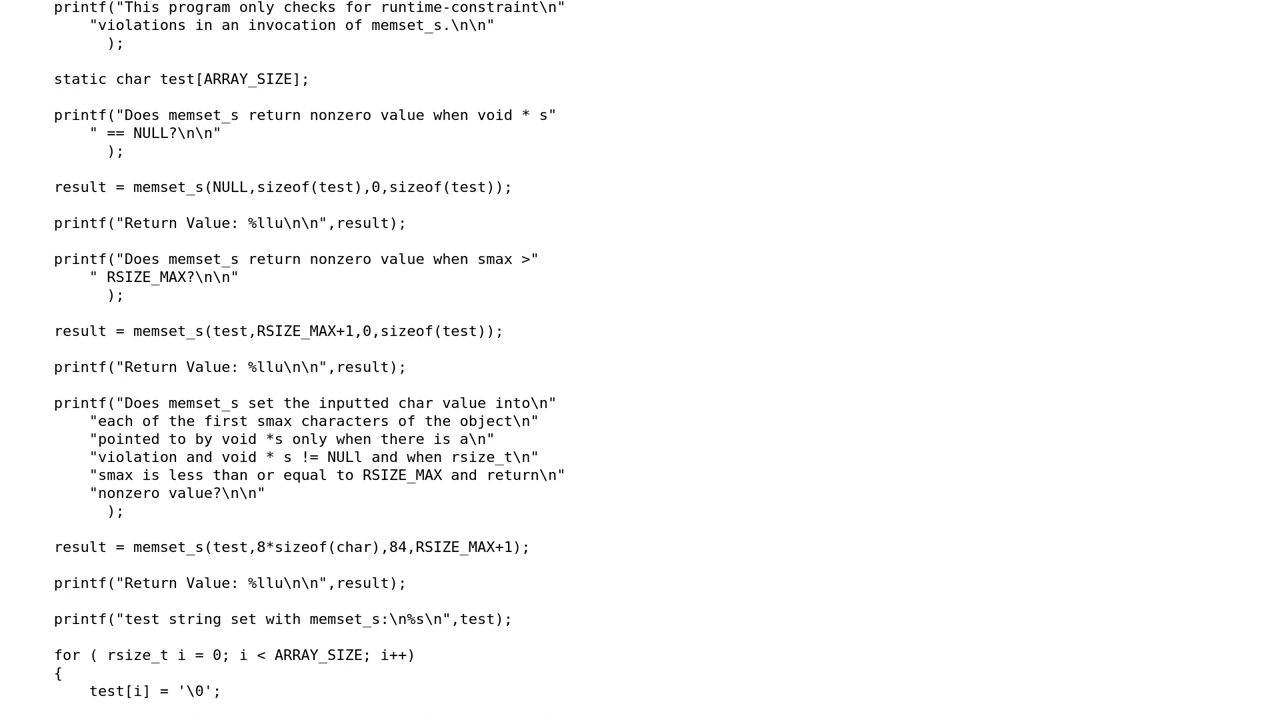 printf("This program only checks for runtime-constraint\n"
"violations in an invocation of memset_s.\n\n"
);
static char test[ARRAY_SIZE];
printf("Does memset_s return nonzero value when void * s"
" == NULL?\n\n"
);
result = memset_s(NULL,sizeof(test),0,sizeof(test));
printf("Return Value: %llu\n\n",result);
printf("Does memset_s return nonzero value when smax >"
" RSIZE_MAX?\n\n"
);
result = memset_s(test,RSIZE_MAX+1,0,sizeof(test));
printf("Return Value: %llu\n\n",result);
printf("Does memset_s set the inputted char value into\n"
"each of the first smax characters of the object\n"
"pointed to by void *s only when there is a\n"
"violation and void * s != NULl and when rsize_t\n"
"smax is less than or equal to RSIZE_MAX and return\n"
"nonzero value?\n\n"
);
result = memset_s(test,8*sizeof(char),84,RSIZE_MAX+1);
printf("Return Value: %llu\n\n",result);
printf("test string set with memset_s:\n%s\n",test);
for ( rsize_t i = 0; i < ARRAY_SIZE; i++)
{
test[i] = '\0';